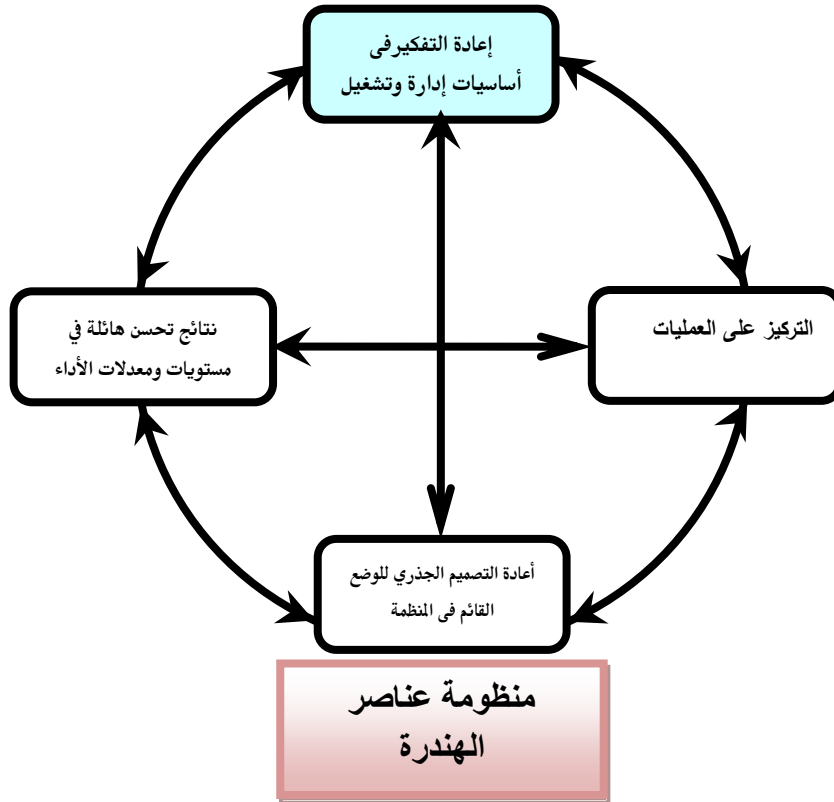 إعادة التفكيرفى
أساسيات إدارة وتشغيل
التركيز على العمليات
نتائج تحسن هائلة في
مستويات ومعدلات الأداء
أعادة التصميم الجذري للوضع
القائم فى المنظمة
منظومة عناصر
الهندرة